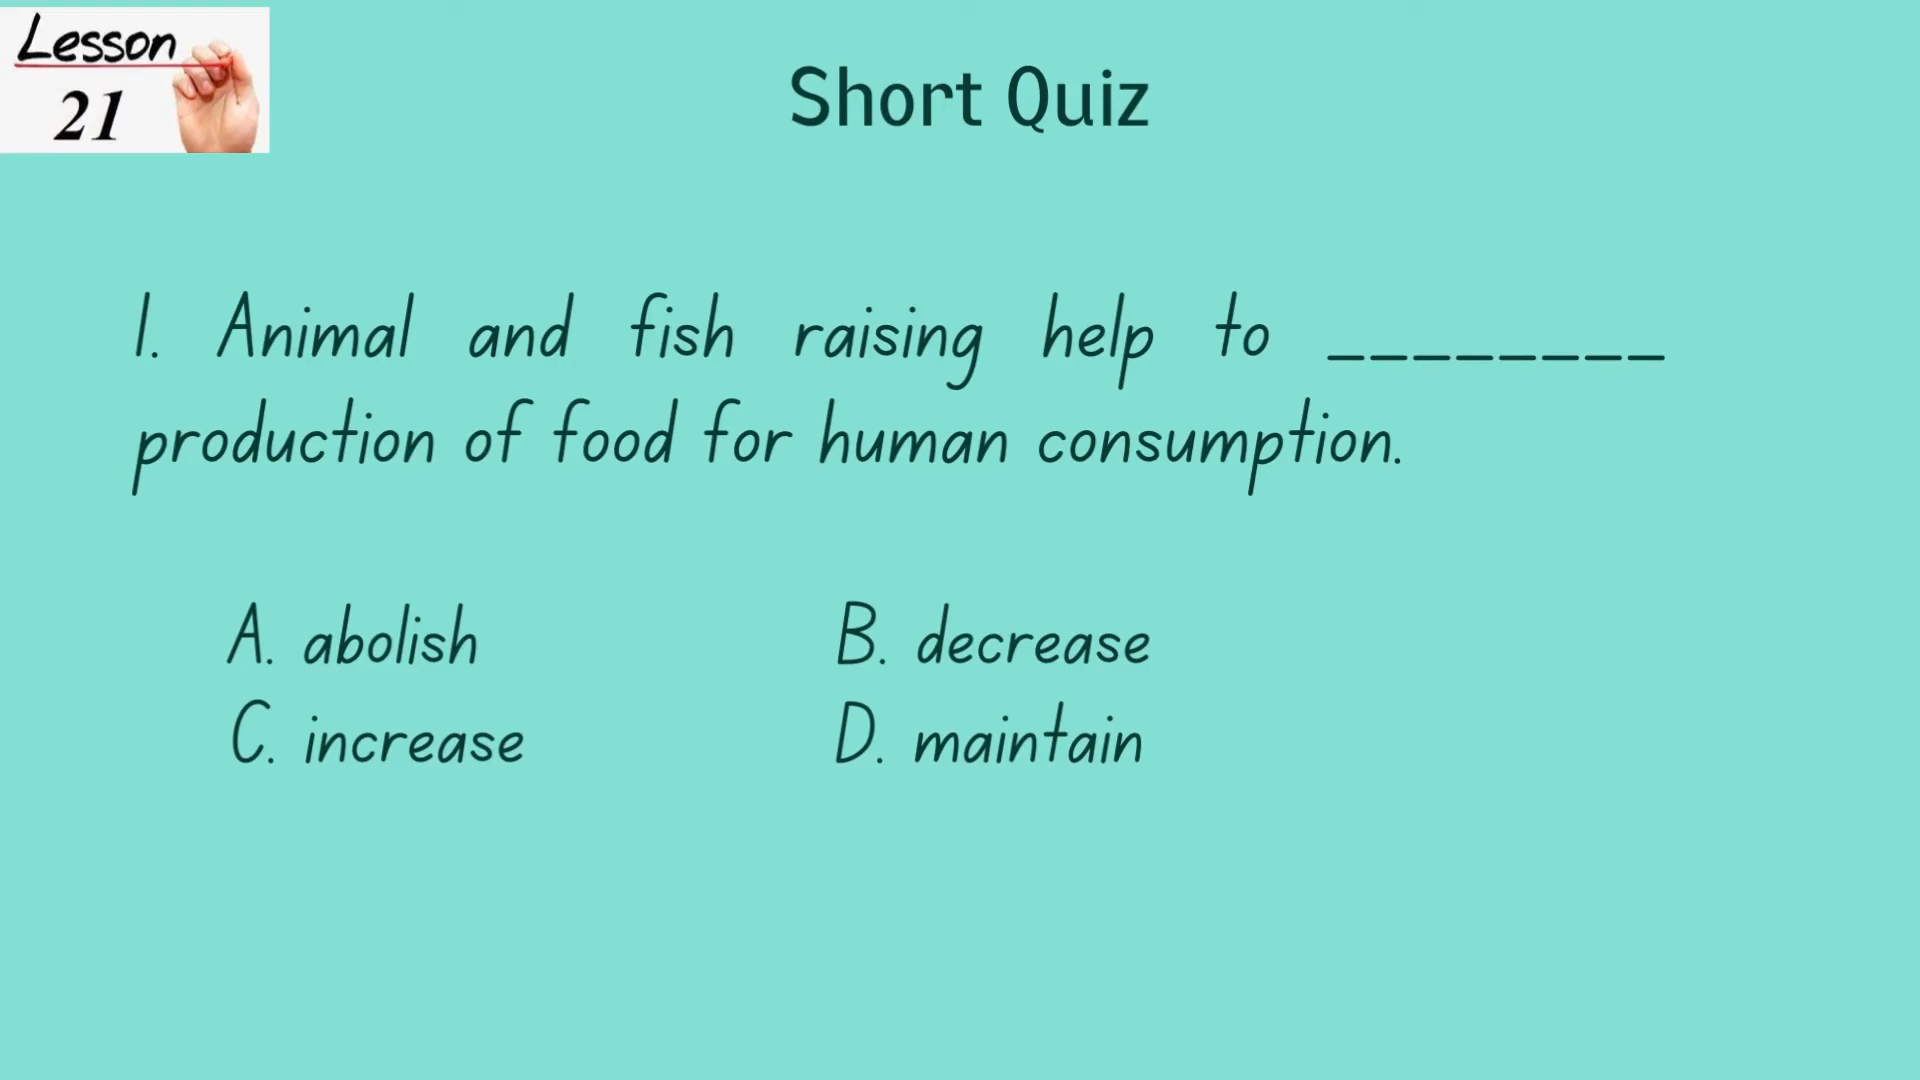 Lesson
21
Short Quiz
1. Animal and fish raising help to ________
production of food for human consumption.
A. abolish B. decrease
C. increase D. maintain